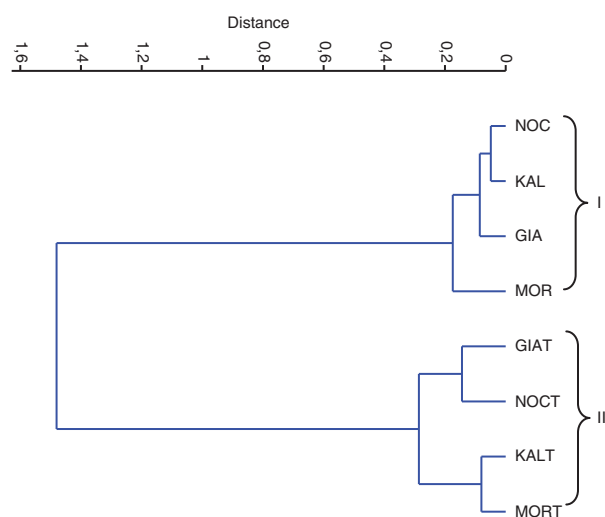 Distance
1,6 1,4 1,2 1 0,8 0,6 0,4 0,2 0
NOC
KAL
I
GIA
MOR
GIAT
NOCT
II
KALT
MORT